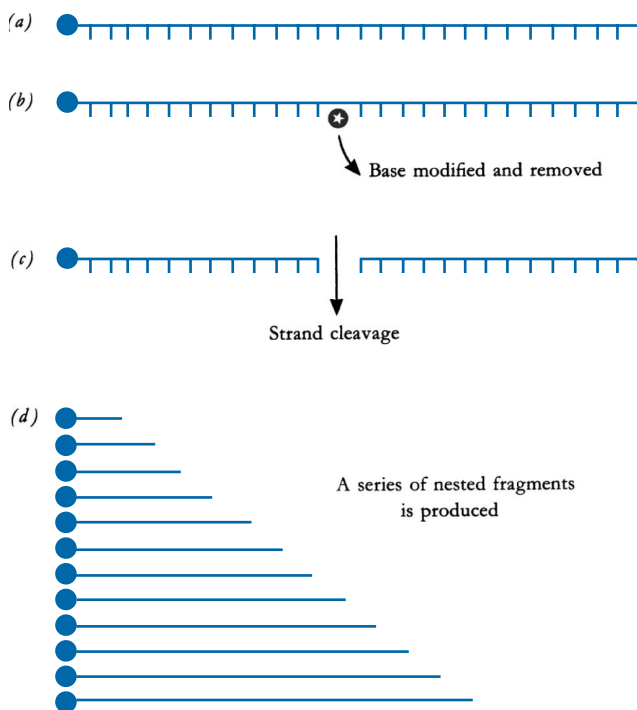 (a)
(b)
Base modified and removed
(c)
Strand cleavage
(d)
A series of nested fragments
is produced